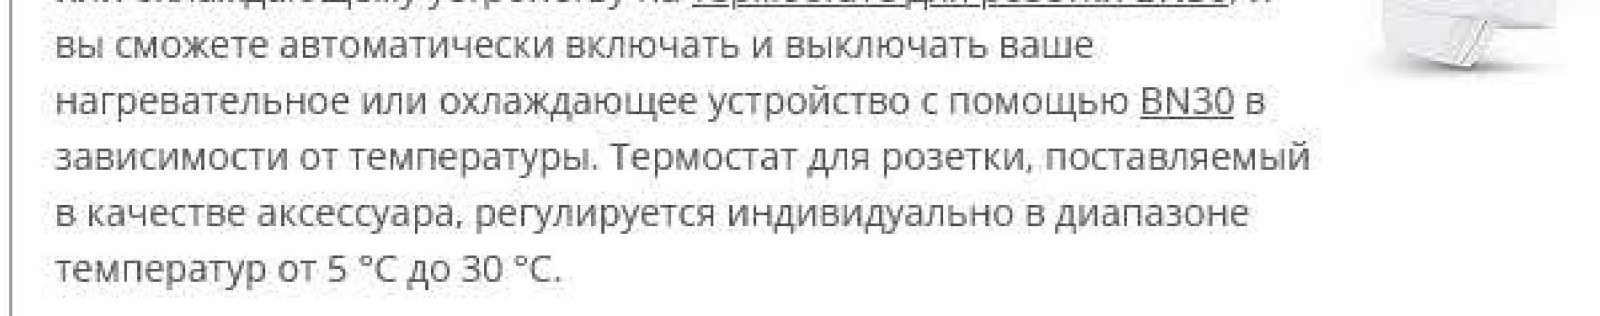 вы сможете автоматически включать и выключать ваше
нагревательное или охлаждающее устройство с помощью BN30 в
зависимости от температуры. Термостат для розетки, поставляемый
в качестве аксессуара, регулируется индивидуально в диапазоне
температур от 5 °C до 30 °C.